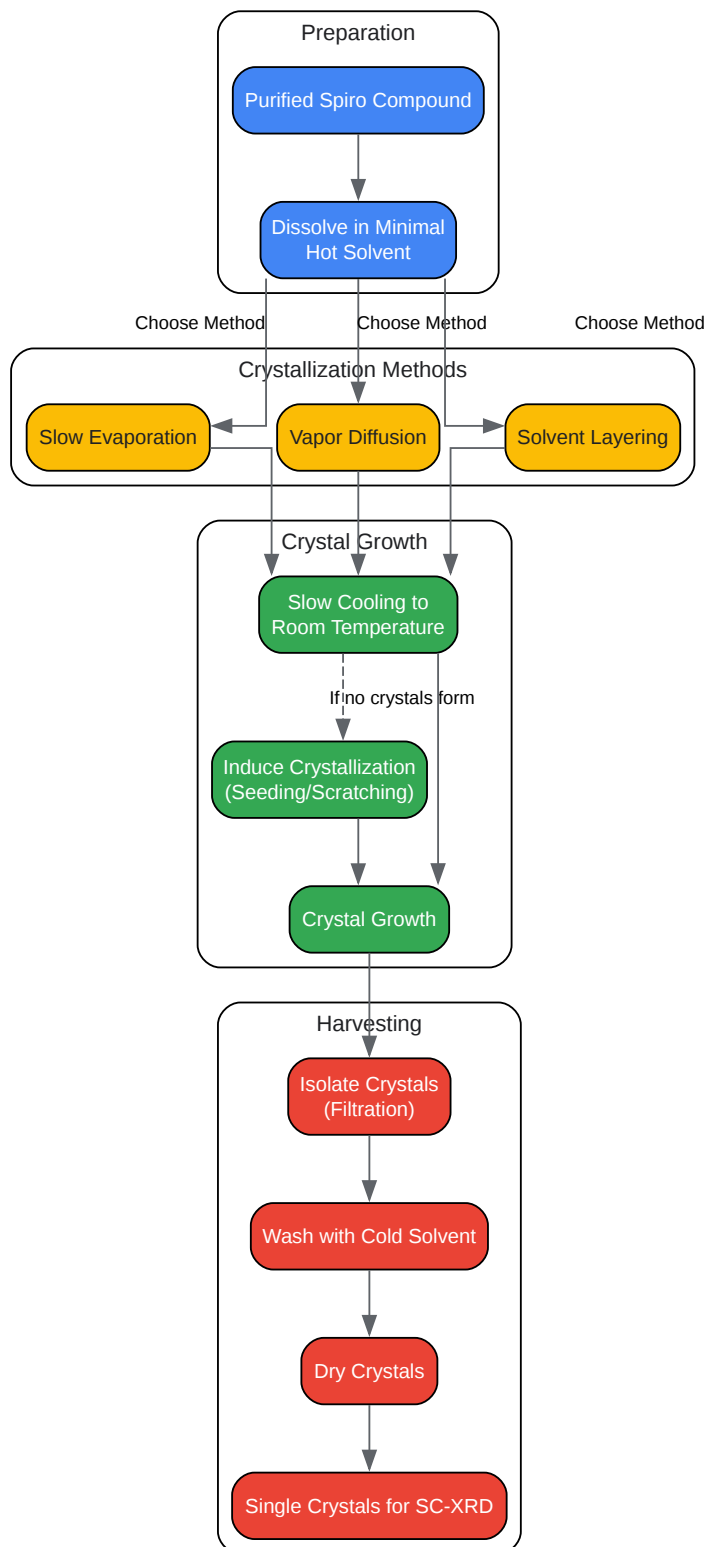 Preparation
Purified Spiro Compound
Dissolve in Minimal
Hot Solvent
Choose Method
Choose Method
Choose Method
Crystallization Methods
Slow Evaporation
Vapor Diffusion
Solvent Layering
Crystal Growth
Slow Cooling to
Room Temperature
If no crystals form
Induce Crystallization
(Seeding/Scratching)
Crystal Growth
Harvesting
Isolate Crystals
(Filtration)
Wash with Cold Solvent
Dry Crystals
Single Crystals for SC-XRD